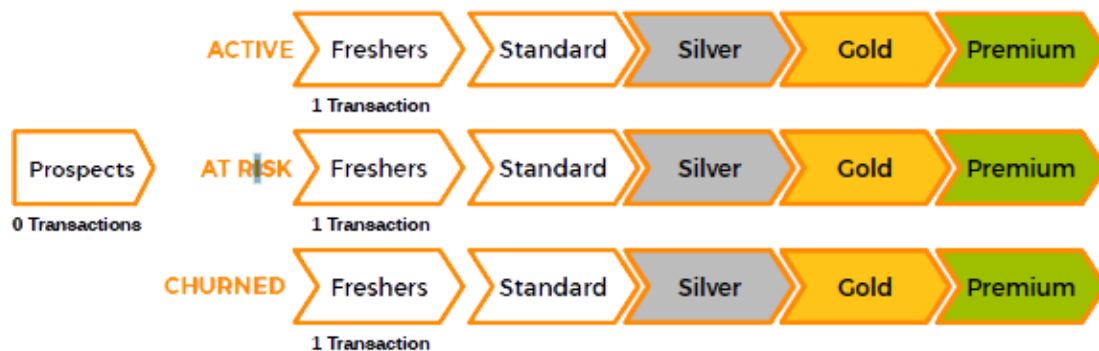 ACTIVE Freshers Standard Silver Gold Premium
1 Transaction
Prospects AT RISK Freshers Standard Silver Gold Premium
0 Transactions 1 Transaction
CHURNED Freshers Standard Silver Gold Premium
1 Transaction